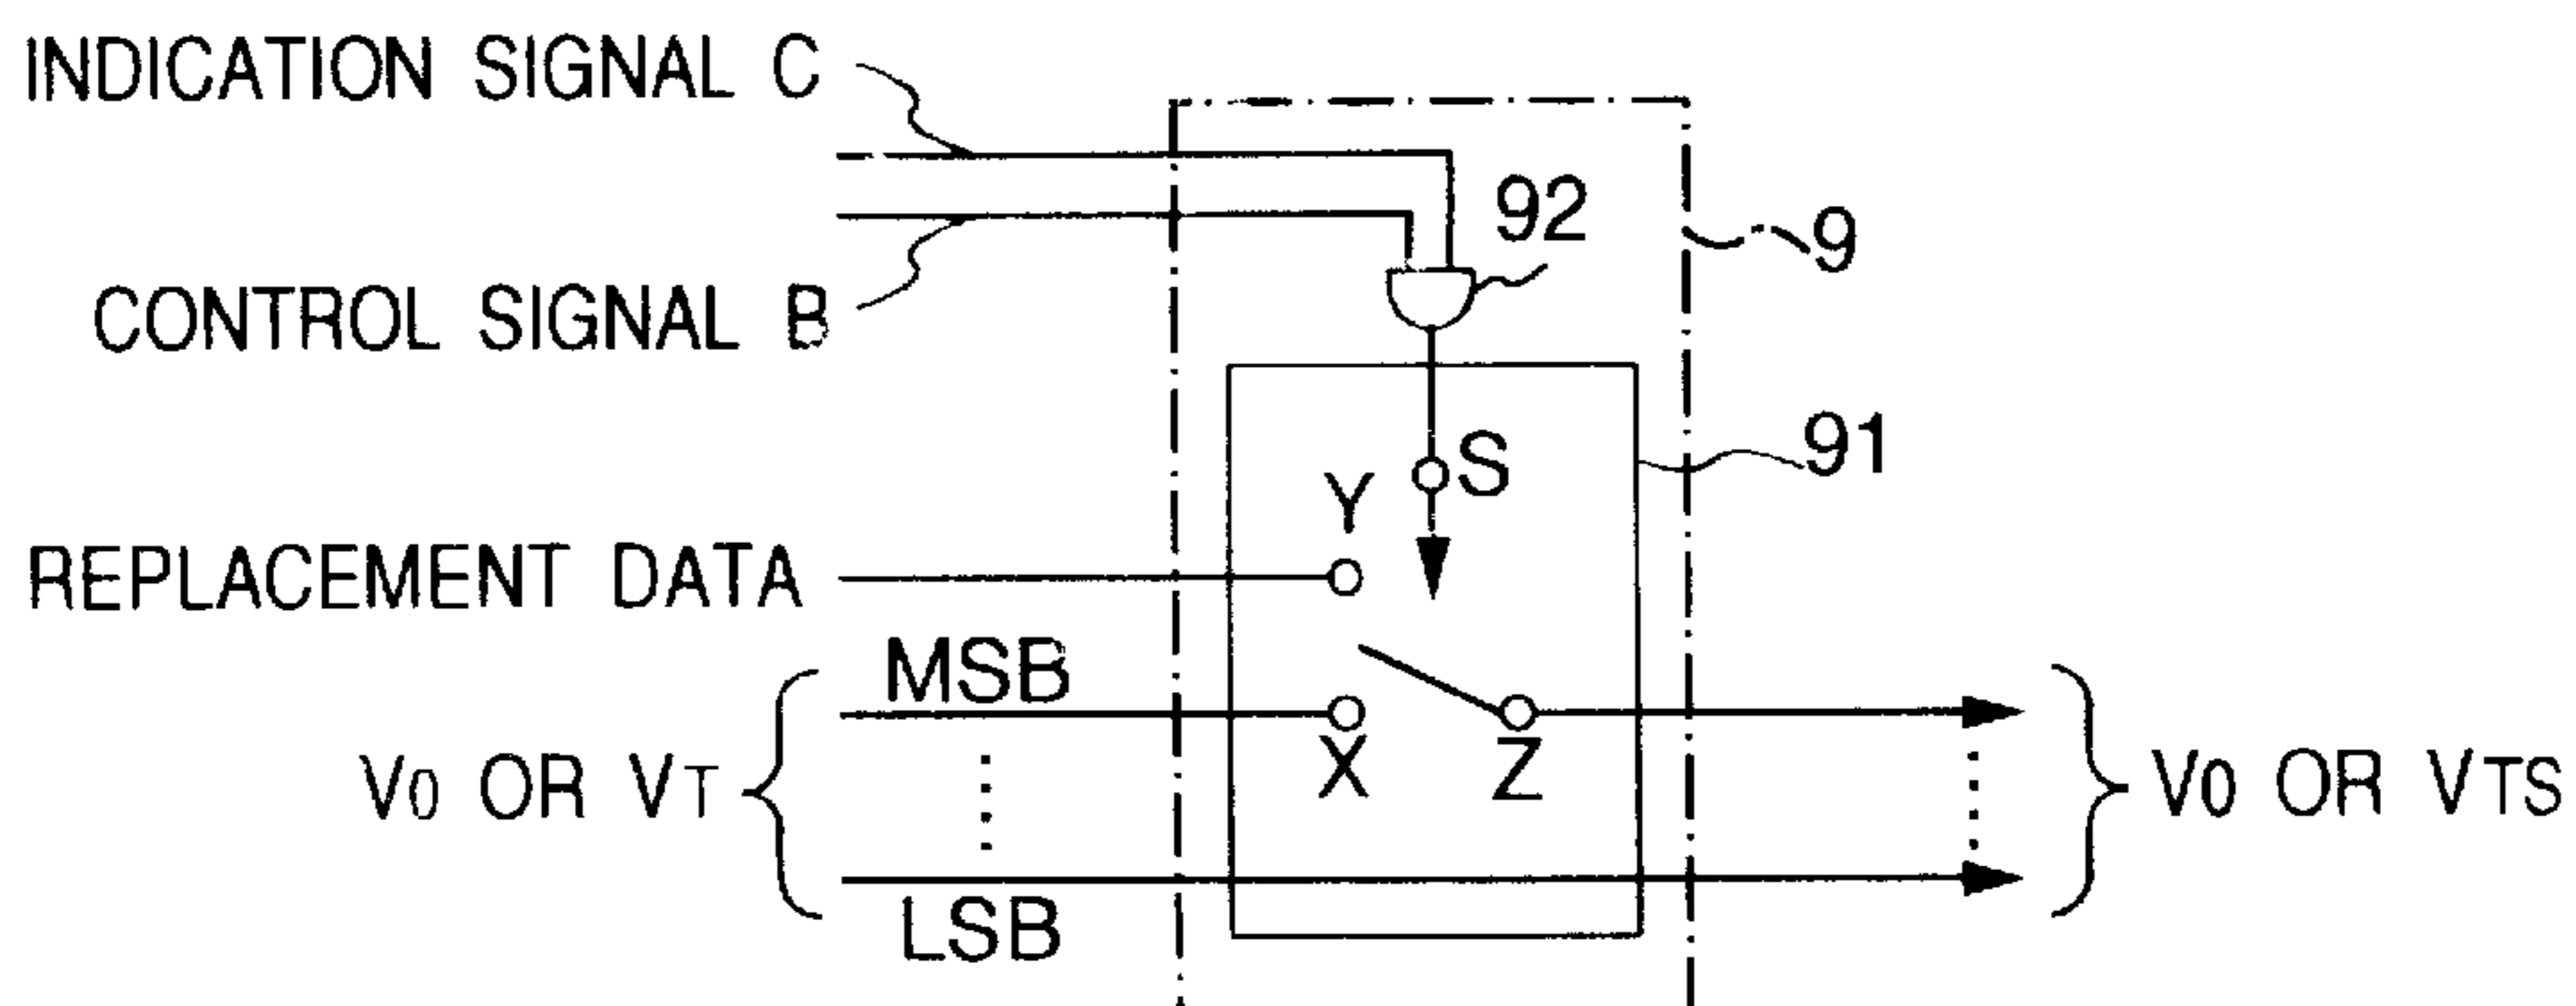 INDICATION SIGNAL C
92
9
CONTROL SIGNAL B
91
S
Y
REPLACEMENT DATA
MSB
X
Z
V0 OR VT
V0 OR VTS
LSB